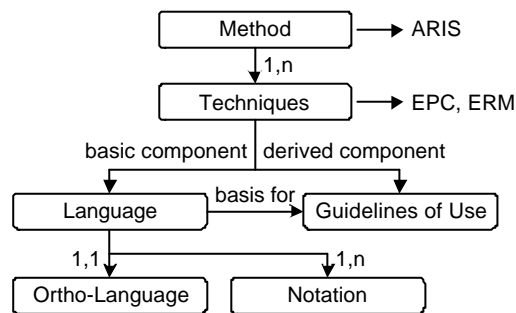 Method ARIS
1,n
Techniques EPC, ERM
basic component derived component
Language basis for Guidelines of Use
1,1 1,n
Ortho-Language Notation